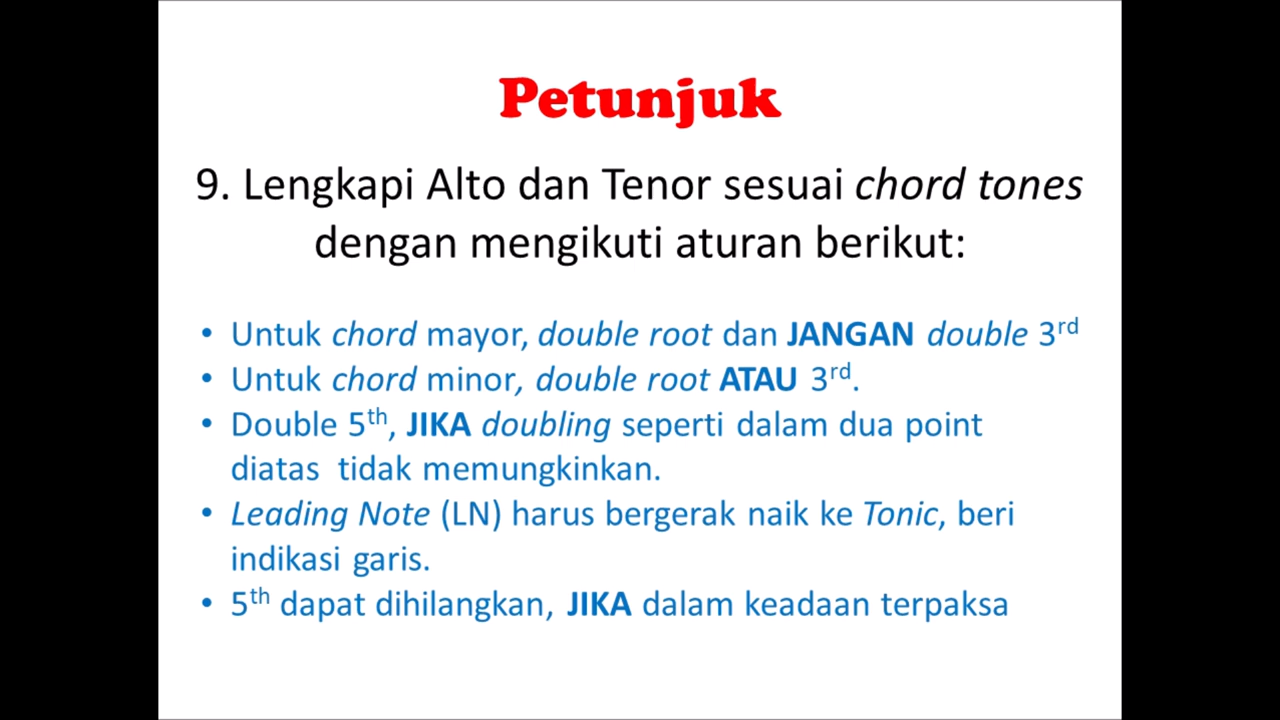 Petunjuk
9. Lengkapi Alto dan Tenor sesuai chord tones
dengan mengikuti aturan berikut:
• Untuk chord mayor, double root dan JANGAN double 3rd
• Untuk chord minor, double root ATAU 3rd.
• Double 5th, JIKA doubling seperti dalam dua point
diatas tidak memungkinkan.
• Leading Note (LN) harus bergerak naik ke Tonic, beri
indikasi garis.
• 5th dapat dihilangkan, JIKA dalam keadaan terpaksa